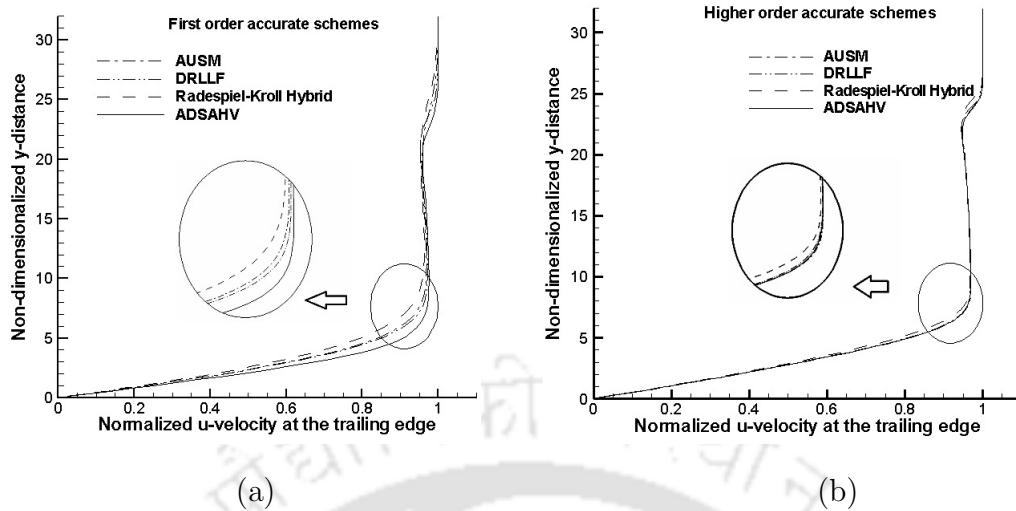 First order accurate schemes
AUSM
DRLLF
Radespiel-Kroll Hybrid
ADSAHV
Non-dimensionalized y-distance
30
25
20
15
10
5
0
0 0.2 0.4 0.6 0.8 1
Normalized u-velocity at the trailing edge
(a)
Higher order accurate schemes
AUSM
DRLLF
Radespiel-Kroll Hybrid
ADSAHV
Non-dimensionalized y-distance
30
25
20
15
10
5
0
0 0.2 0.4 0.6 0.8 1
Normalized u-velocity at the trailing edge
(b)